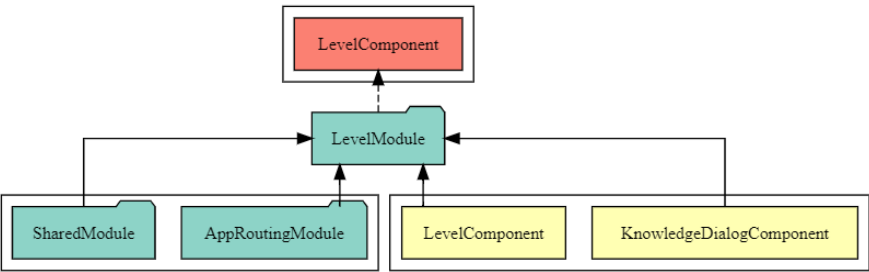 LevelComponent
LevelModule
SharedModule
AppRoutingModule
LevelComponent
KnowledgeDialogComponent